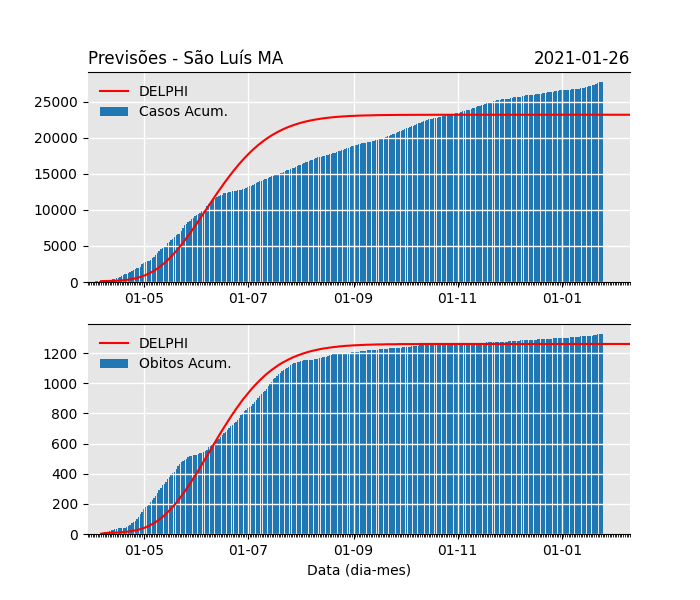 Previsões - São Luís MA
2021-01-26
DELPHI
Casos Acum.
25000
20000
15000
10000
5000
0
01-05 01-07 01-09 01-11 01-01
DELPHI
Obitos Acum.
1200
1000
800
600
400
200
0
01-05 01-07 01-09 01-11 01-01
Data (dia-mes)